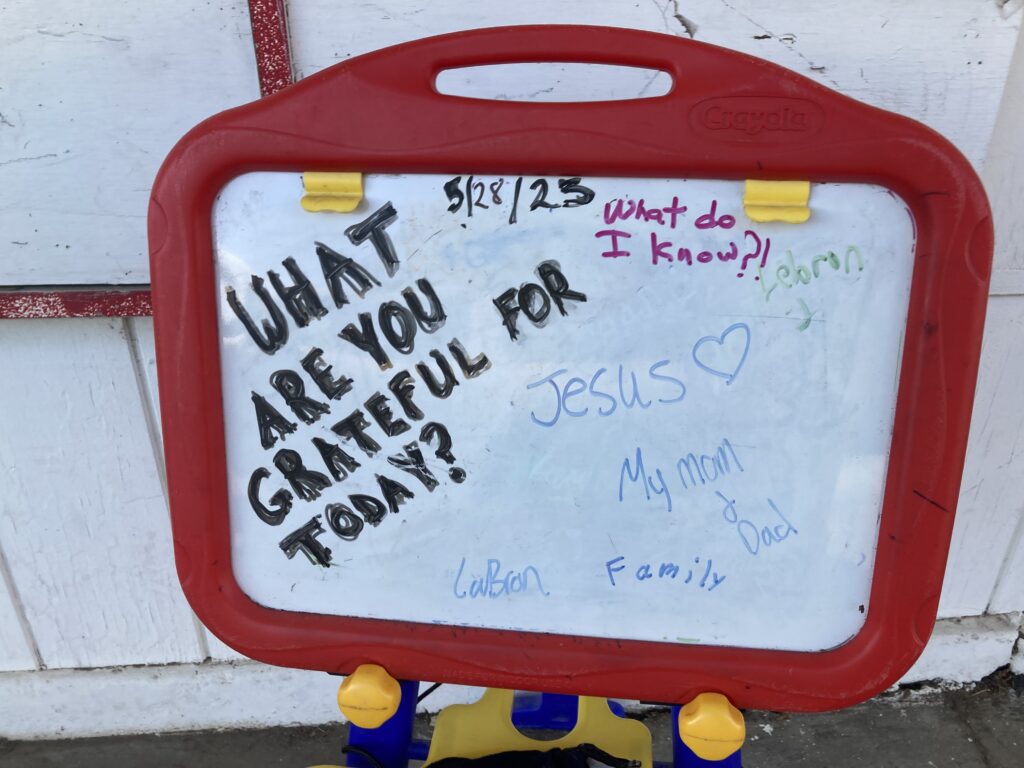 Crayola
5/28/23
What do
I know?!
WHAT
ARE YOU
GRATEFUL FOR
TODAY?
Lebron
J
Jesus
My mom
&
Dad
LaBron
Family